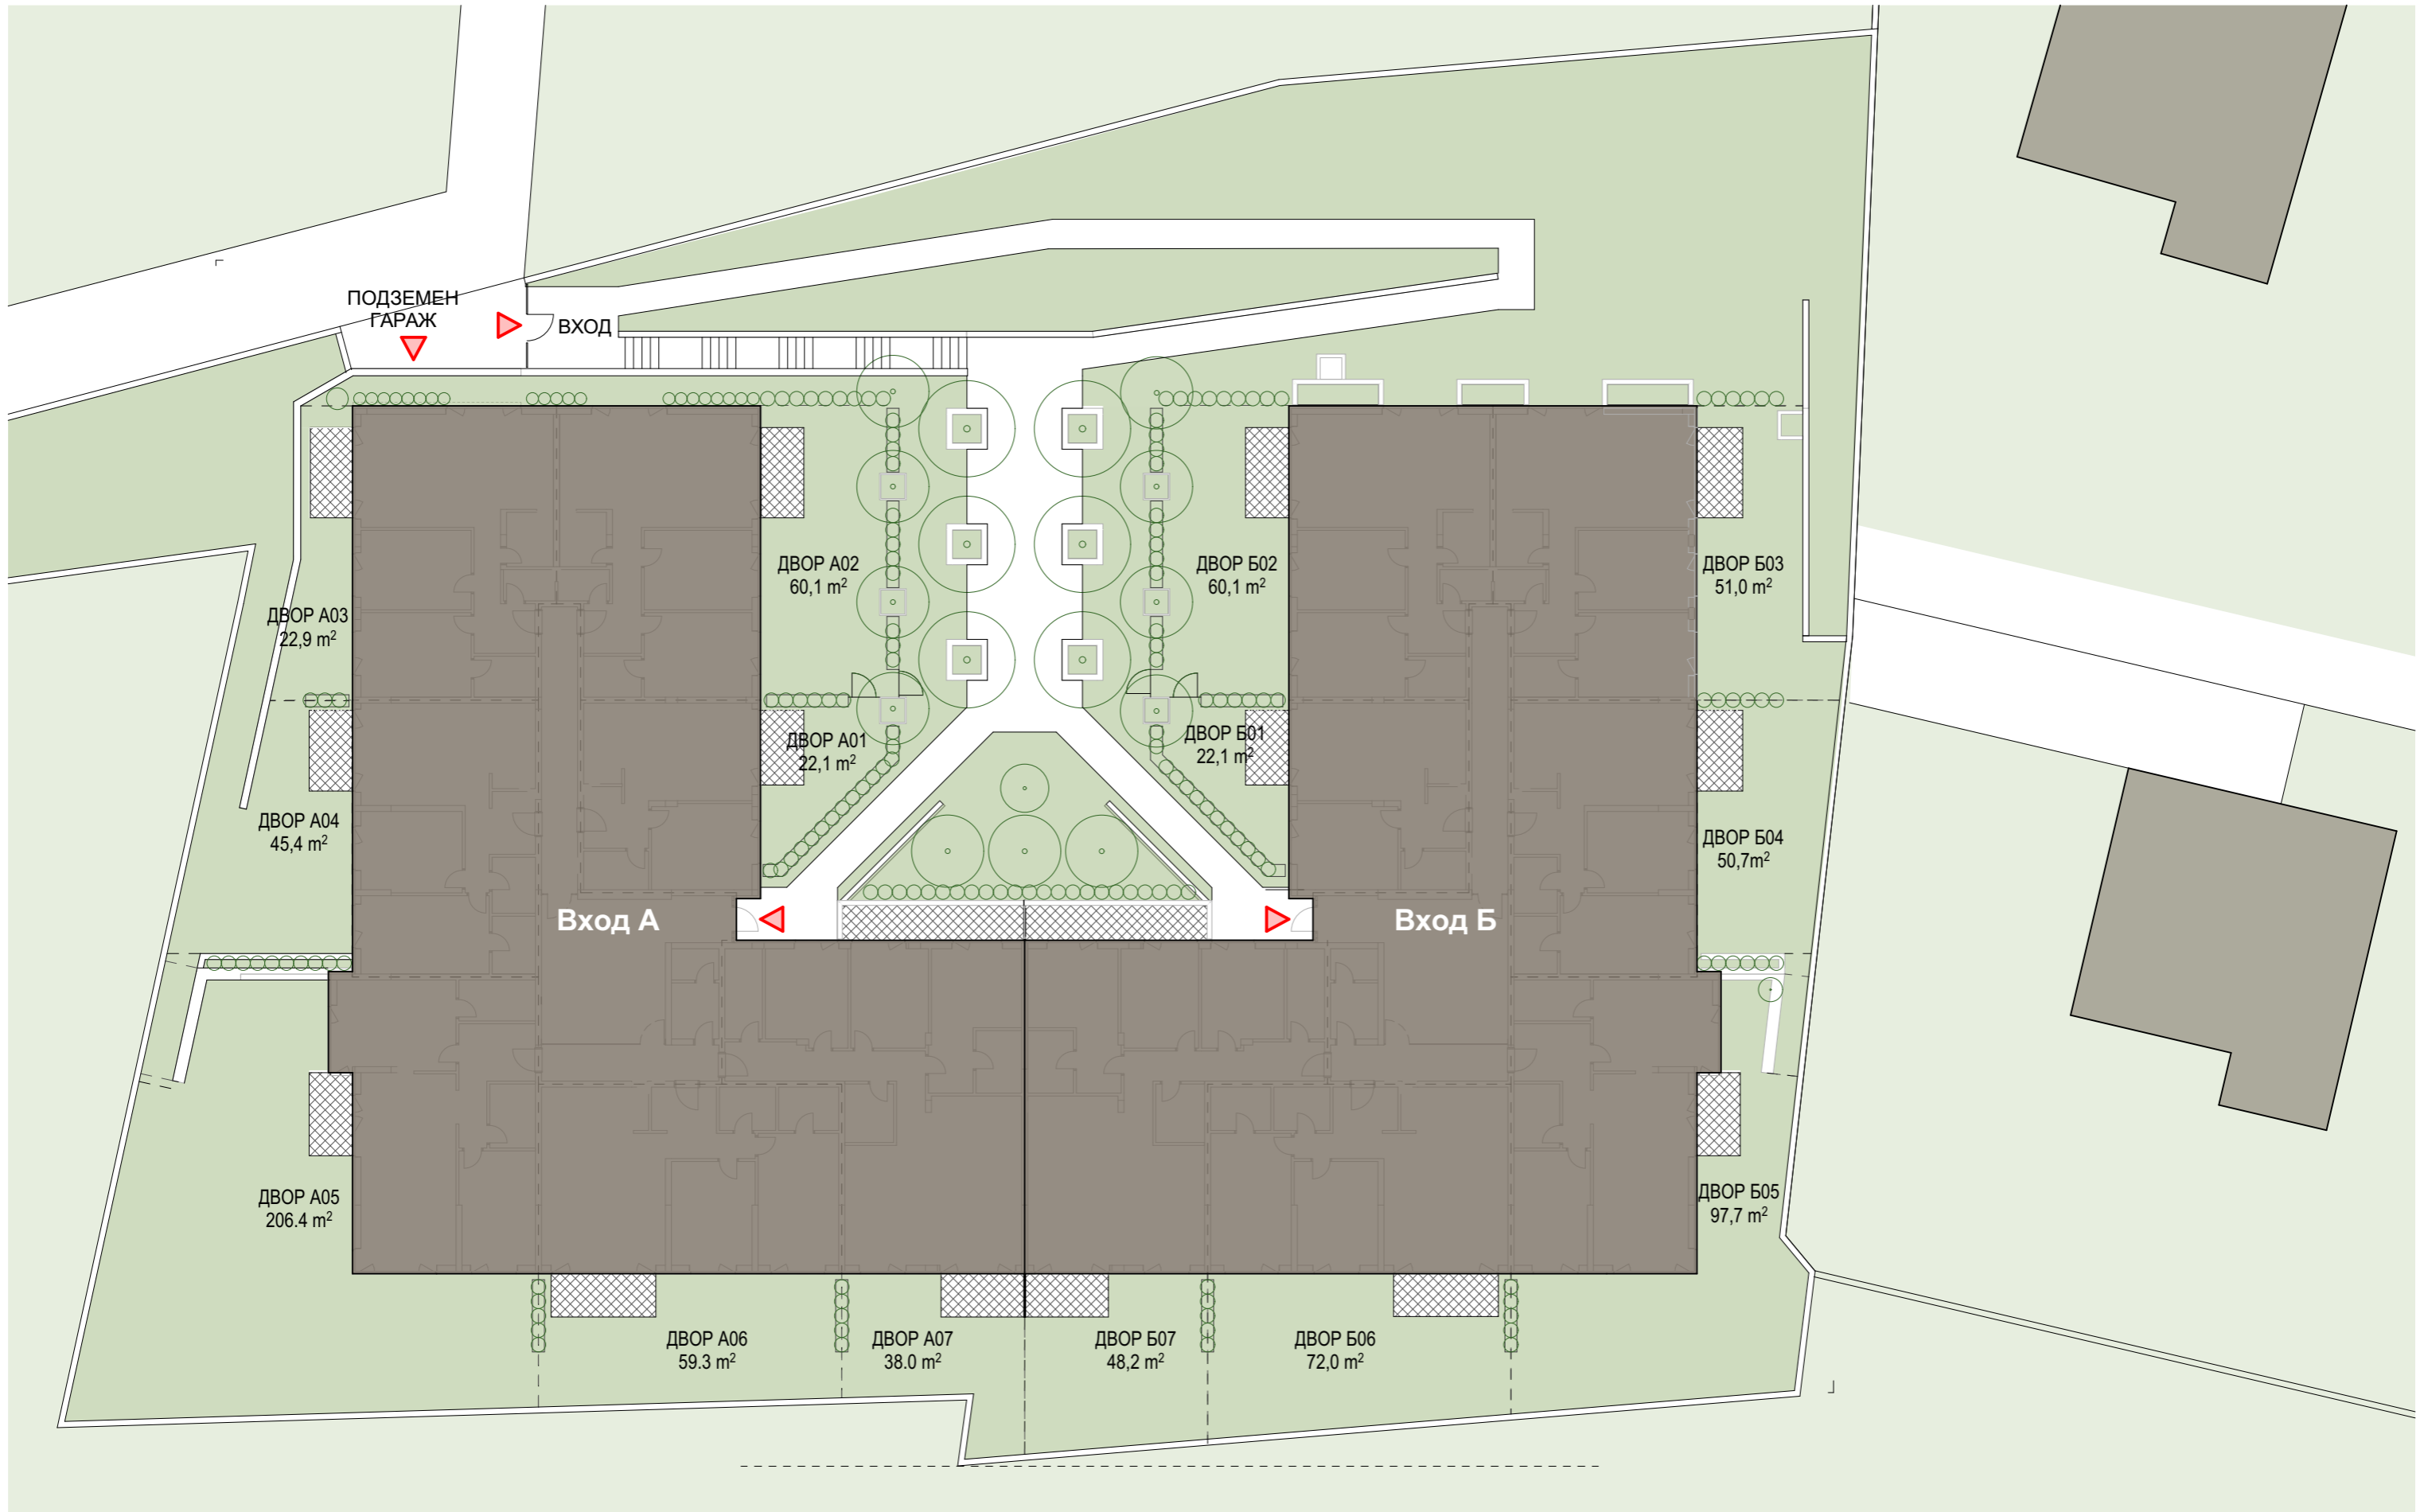 ПОДЗЕМЕН
ГАРАЖ
ВХОД
ДВОР А02
60,1 m²
ДВОР Б02
60,1 m²
ДВОР Б03
51,0 m²
ДВОР А03
22,9 m²
ДВОР А01
22,1 m²
ДВОР Б01
22,1 m²
ДВОР А04
45,4 m²
ДВОР Б04
50,7m²
Вход А
Вход Б
ДВОР А05
206.4 m²
ДВОР Б05
97,7 m²
ДВОР А06
59.3 m²
ДВОР А07
38.0 m²
ДВОР Б07
48,2 m²
ДВОР Б06
72,0 m²